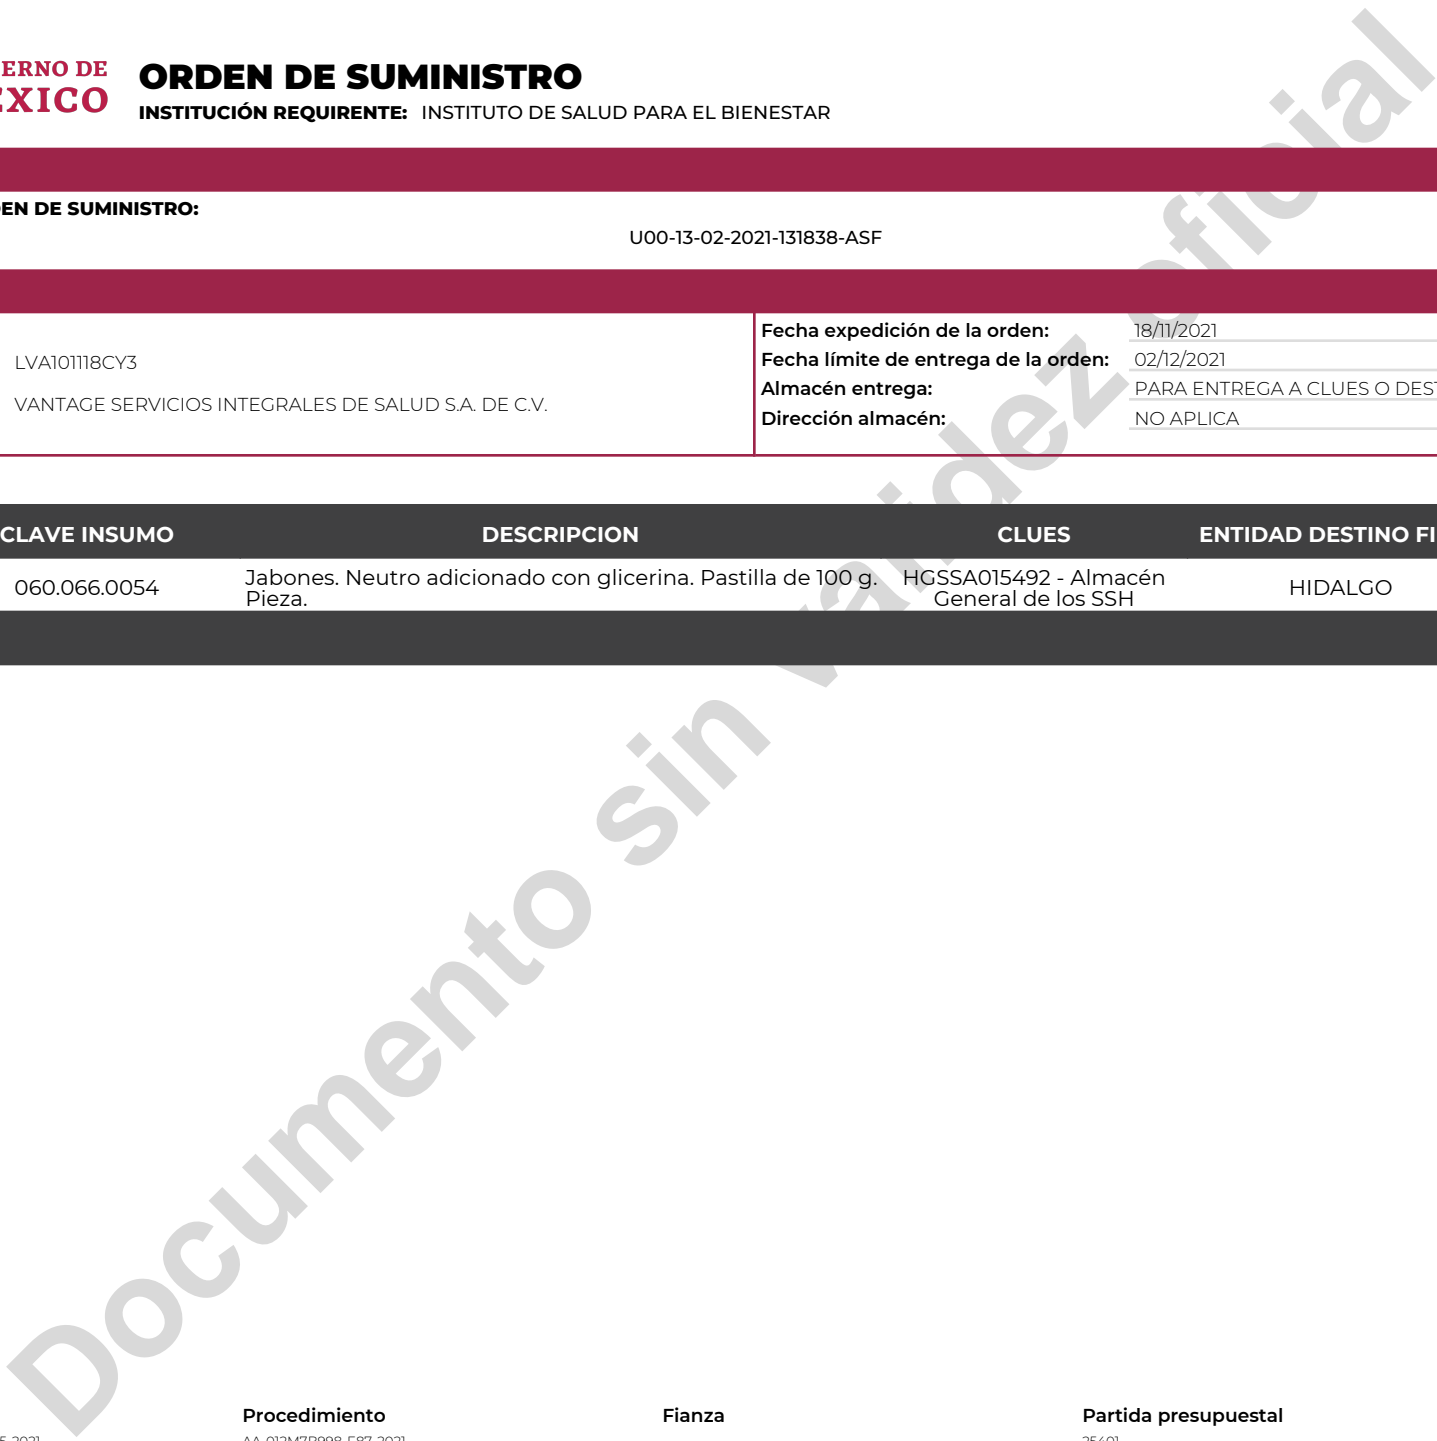 ERNO DE
EXICO
ORDEN DE SUMINISTRO
INSTITUCIÓN REQUIRENTE: INSTITUTO DE SALUD PARA EL BIENESTAR
EN DE SUMINISTRO:
U00-13-02-2021-131838-ASF
LVA101118CY3
VANTAGE SERVICIOS INTEGRALES DE SALUD S.A. DE C.V.
Fecha expedición de la orden: 18/11/2021
Fecha límite de entrega de la orden: 02/12/2021
Almacén entrega: PARA ENTREGA A CLUES O DEST
Dirección almacén: NO APLICA
CLAVE INSUMO DESCRIPCION CLUES ENTIDAD DESTINO FI
060.066.0054 Jabones. Neutro adicionado con glicerina. Pastilla de 100 g. HGSSA015492 - Almacén HIDALGO
Pieza. General de los SSH
Documento sin validez oficial
Procedimiento Fianza Partida presupuestal